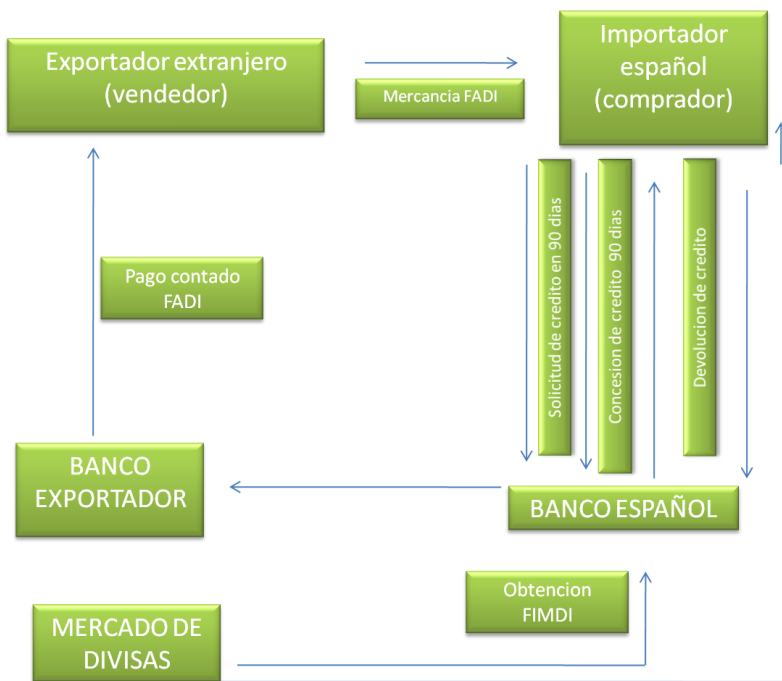 Exportador extranjero
(vendedor)
Importador
español
(comprador)
Mercancia FADI
Solicitud de credito en 90 dias
Concesion de credito  90 dias
Devolucion de credito
Pago contado
FADI
BANCO
EXPORTADOR
BANCO ESPAÑOL
Obtencion
FIMDI
MERCADO DE
DIVISAS